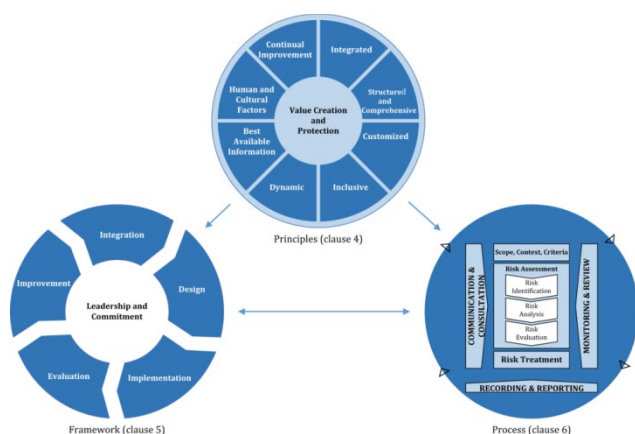 Continual
Improvement
Integrated
Human and
Cultural
Factors
Structured
and
Comprehensive
Value Creation
and
Protection
Best
Available
Information
Customized
Dynamic
Inclusive
Principles (clause 4)
Integration
Improvement
Design
Leadership and
Commitment
Evaluation
Implementation
Framework (clause 5)
Scope, Context, Criteria
Risk Assessment
Risk
Identification
Risk
Analysis
Risk
Evaluation
Risk Treatment
COMMUNICATION &
CONSULTATION
MONITORING & REVIEW
RECORDING & REPORTING
Process (clause 6)